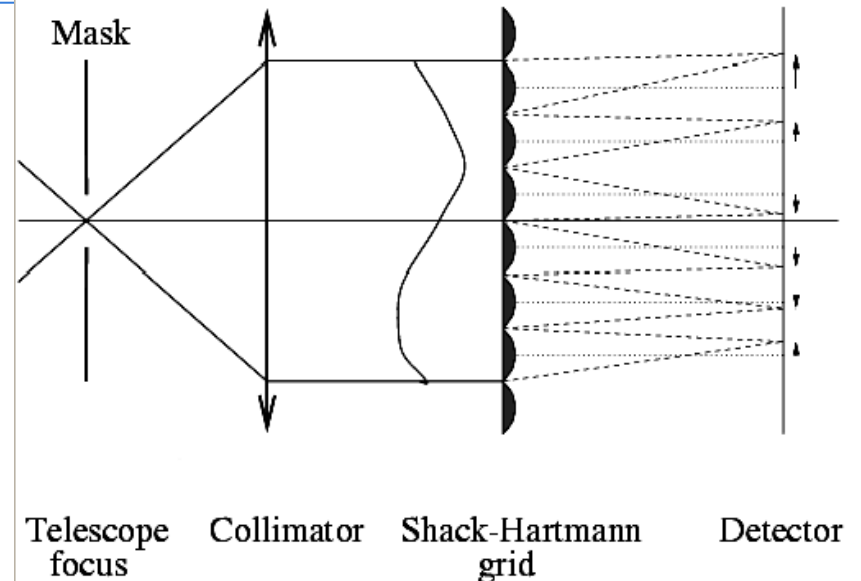 Mask
Telescope
focus
Collimator
Shack-Hartmann
grid
Detector